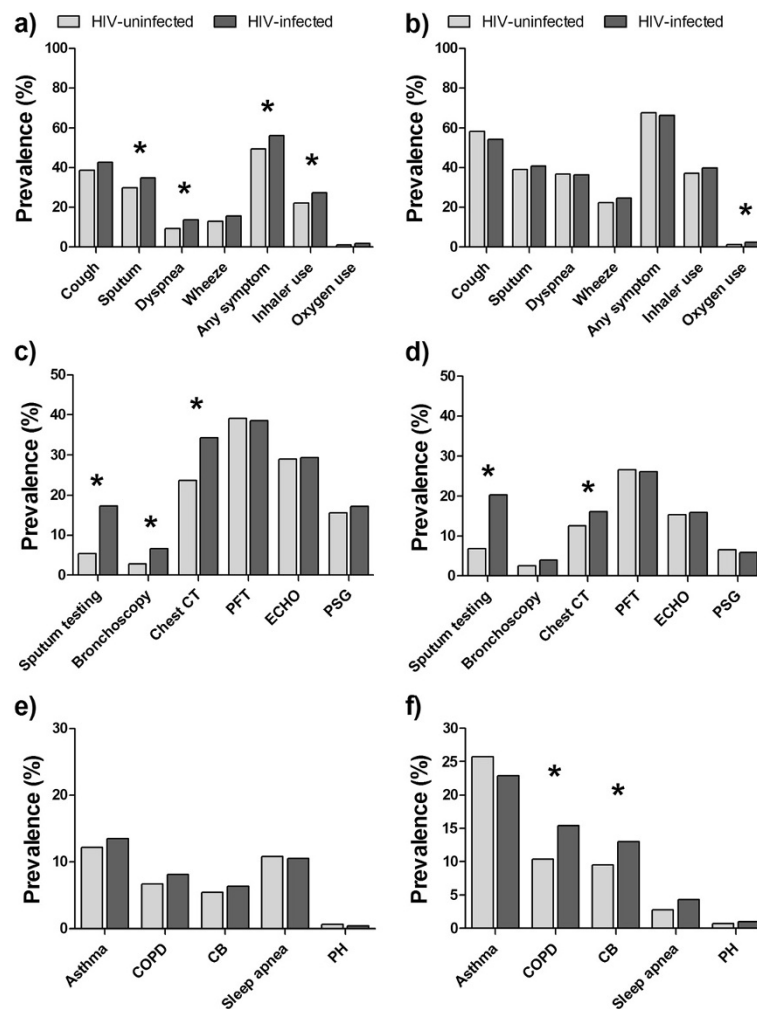 a) HIV-uninfected HIV-infected
Prevalence (%)
100
80
60
40
20
0
* * * *
Cough Sputum Dyspnea Wheeze Any symptom Inhaler use Oxygen use
b) HIV-uninfected HIV-infected
Prevalence (%)
100
80
60
40
20
0
*
Cough Sputum Dyspnea Wheeze Any symptom Inhaler use Oxygen use
c)
Prevalence (%)
50
40
30
20
10
0
* * *
Sputum testing Bronchoscopy Chest CT PFT ECHO PSG
d)
Prevalence (%)
50
40
30
20
10
0
* *
Sputum testing Bronchoscopy Chest CT PFT ECHO PSG
e)
Prevalence (%)
30
20
10
0
Asthma COPD CB Sleep apnea PH
f)
Prevalence (%)
30
25
20
15
10
5
0
* *
Asthma COPD CB Sleep apnea PH